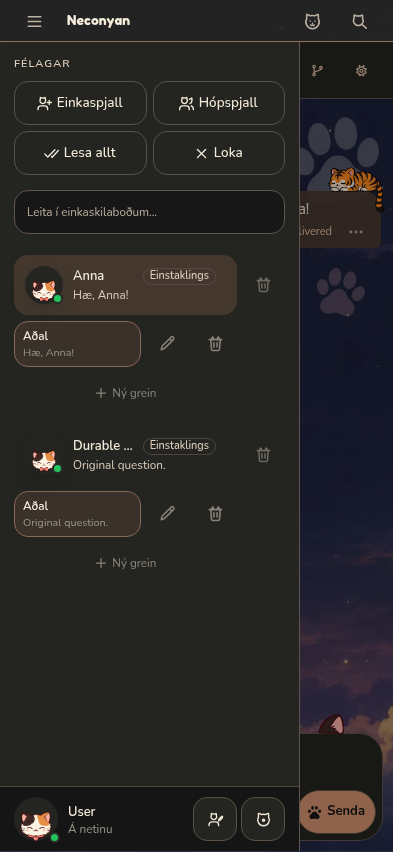 Neconyan
FÉLAGAR
Einkaspjall
Hópspjall
Lesa allt
Loka
Leita í einkaskilaboðum...
Anna
Einstaklings
Hæ, Anna!
Aðal
Hæ, Anna!
Ný grein
Durable ...
Einstaklings
Original question.
Aðal
Original question.
Ný grein
a!
livered
User
Á netinu
Senda